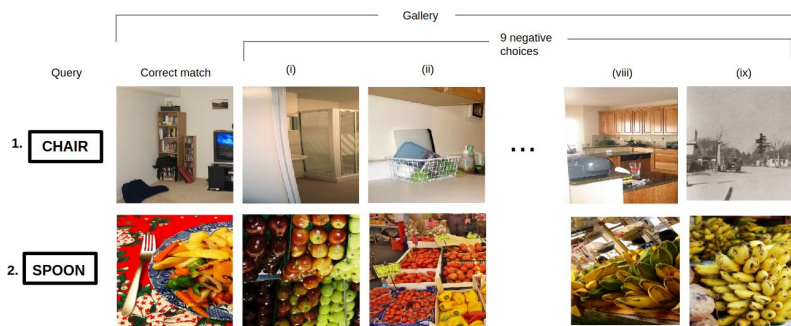 Gallery
9 negative
choices
Query
Correct match
(i)
(ii)
(viii)
(ix)
1.
CHAIR
...
2.
SPOON